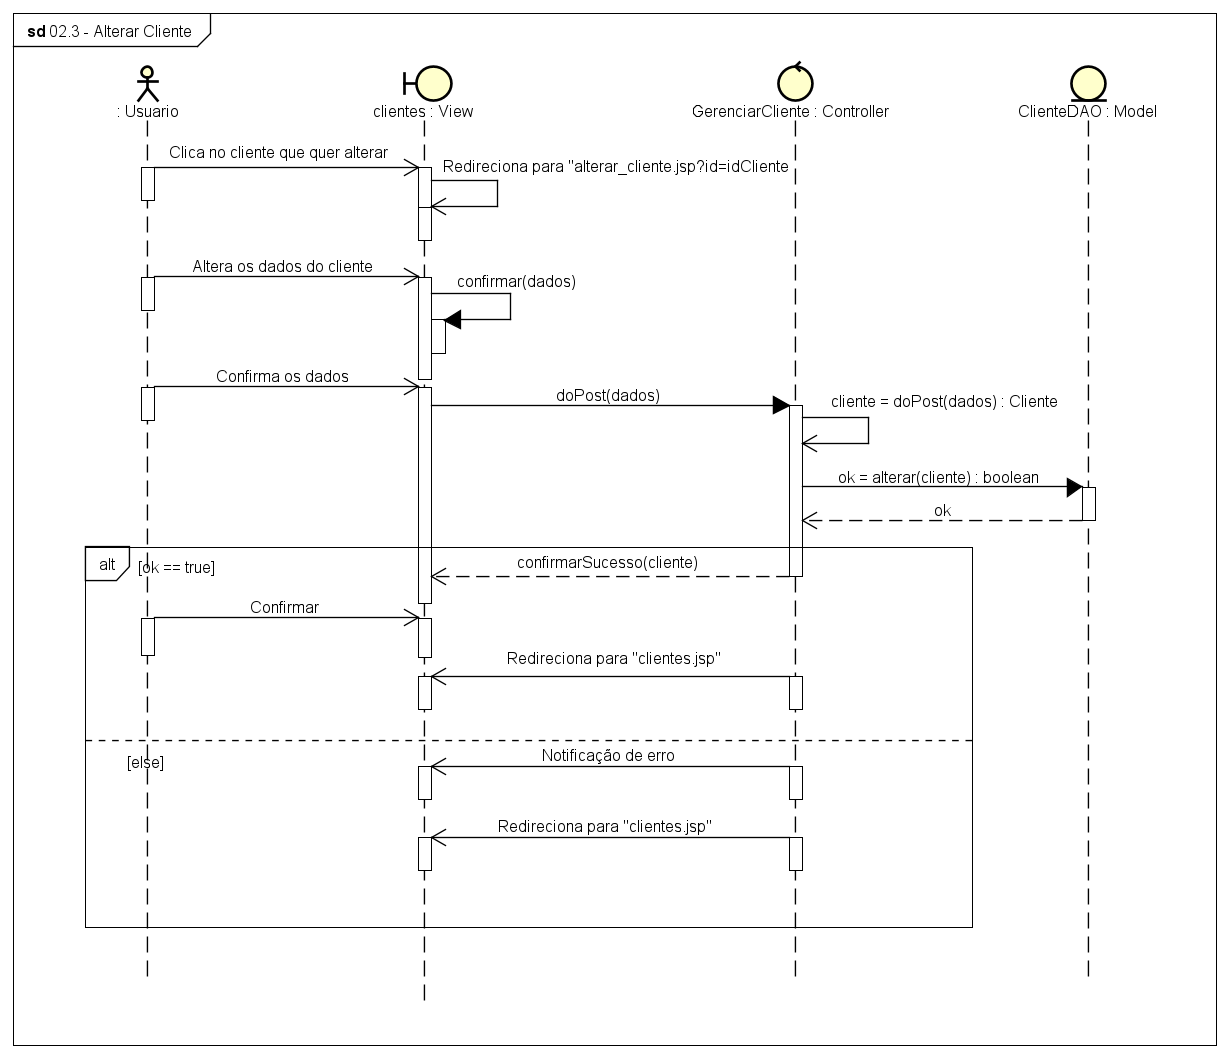 sd 02.3 - Alterar Cliente
: Usuario
clientes : View
GerenciarCliente : Controller
ClienteDAO : Model
Clica no cliente que quer alterar
Redireciona para "alterar_cliente.jsp?id=idCliente
Altera os dados do cliente
confirmar(dados)
Confirma os dados
doPost(dados)
cliente = doPost(dados) : Cliente
ok = alterar(cliente) : boolean
ok
alt
[ok == true]
confirmarSucesso(cliente)
Confirmar
Redireciona para "clientes.jsp"
[else]
Notificação de erro
Redireciona para "clientes.jsp"